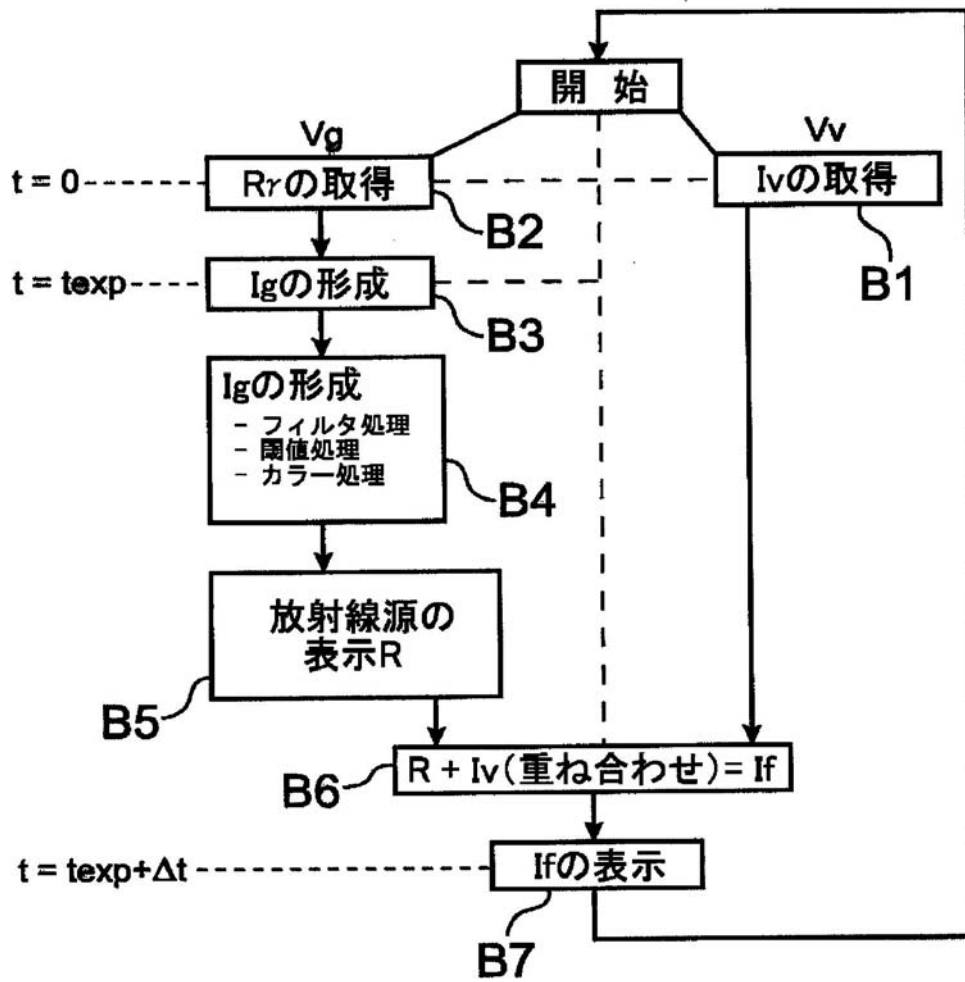 開 始
Vg
Vv
t = 0
Rrの取得
Ivの取得
B2
B1
t = texp
Igの形成
B3
Igの形成
- フィルタ処理
- 閾値処理
- カラー処理
B4
放射線源の
表示R
B5
R + Iv(重ね合わせ) = If
B6
t = texp+Δt
Ifの表示
B7